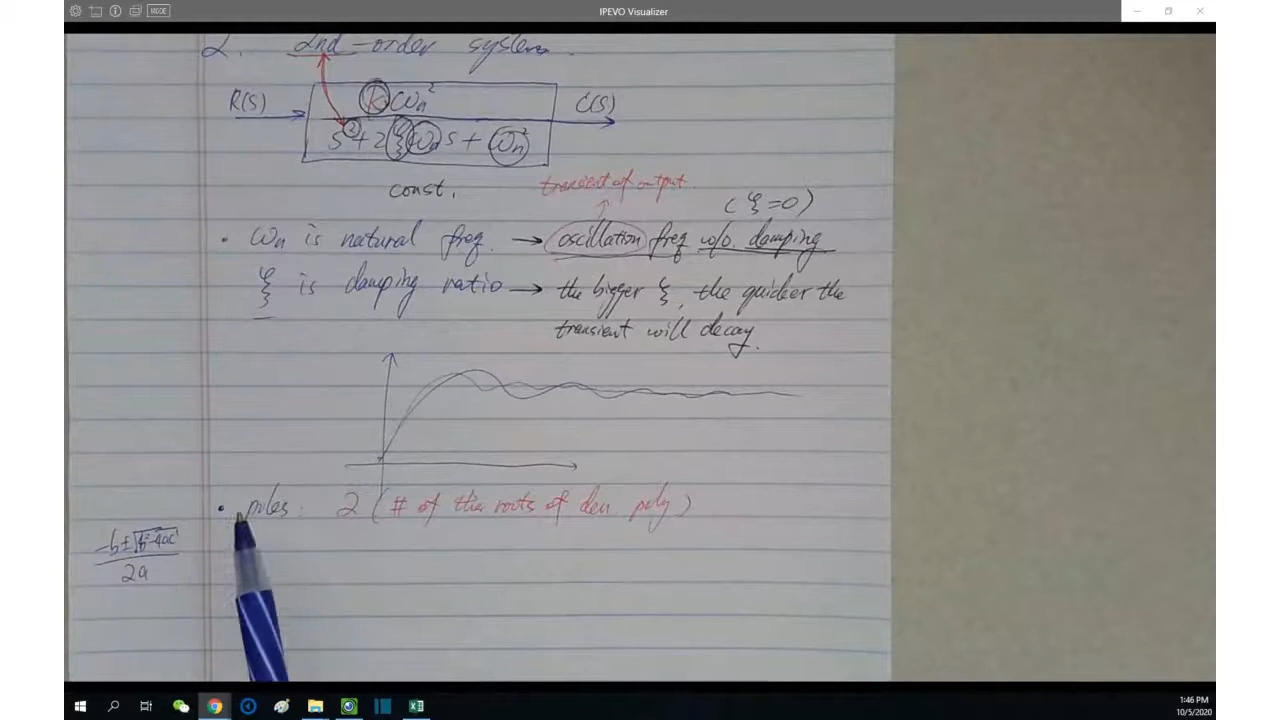 IPEVO Visualizer
MODE
2. 2nd-order system.
R(S) kωn² C(S)
s² + 2ξωns + ωn²
const. transient of output
(ξ=0)
• ωn is natural freq. → oscillation freq w/o. damping
ξ is damping ratio → the bigger ξ, the quicker the
transient will decay.
• poles: 2 (# of the roots of den. poly)
-b±√b²-4ac
2a
1:46 PM
10/5/2020